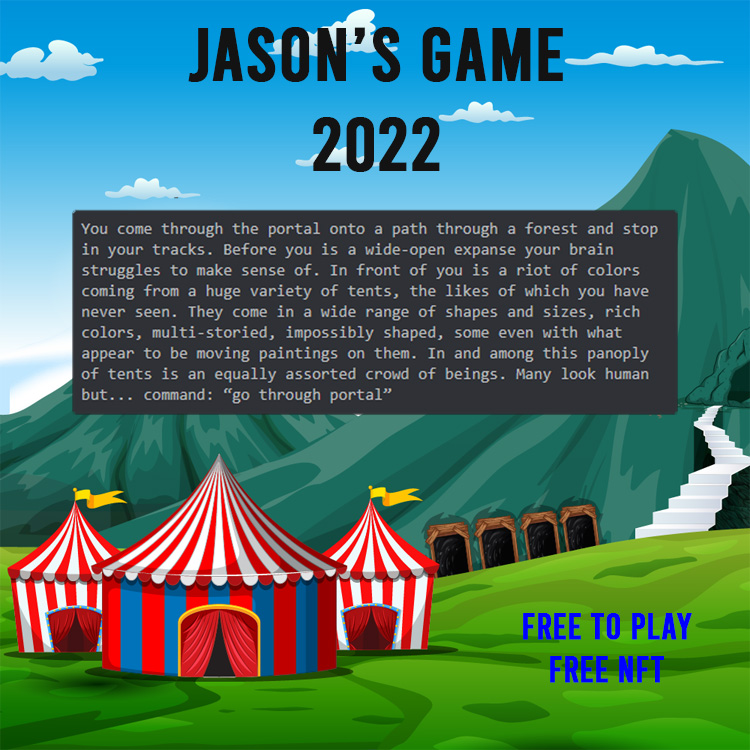 JASON'S GAME
2022
You come through the portal onto a path through a forest and stop
in your tracks. Before you is a wide-open expanse your brain
struggles to make sense of. In front of you is a riot of colors
coming from a huge variety of tents, the likes of which you have
never seen. They come in a wide range of shapes and sizes, rich
colors, multi-storied, impossibly shaped, some even with what
appear to be moving paintings on them. In and among this panoply
of tents is an equally assorted crowd of beings. Many look human
but... command: “go through portal”
FREE TO PLAY
FREE NFT